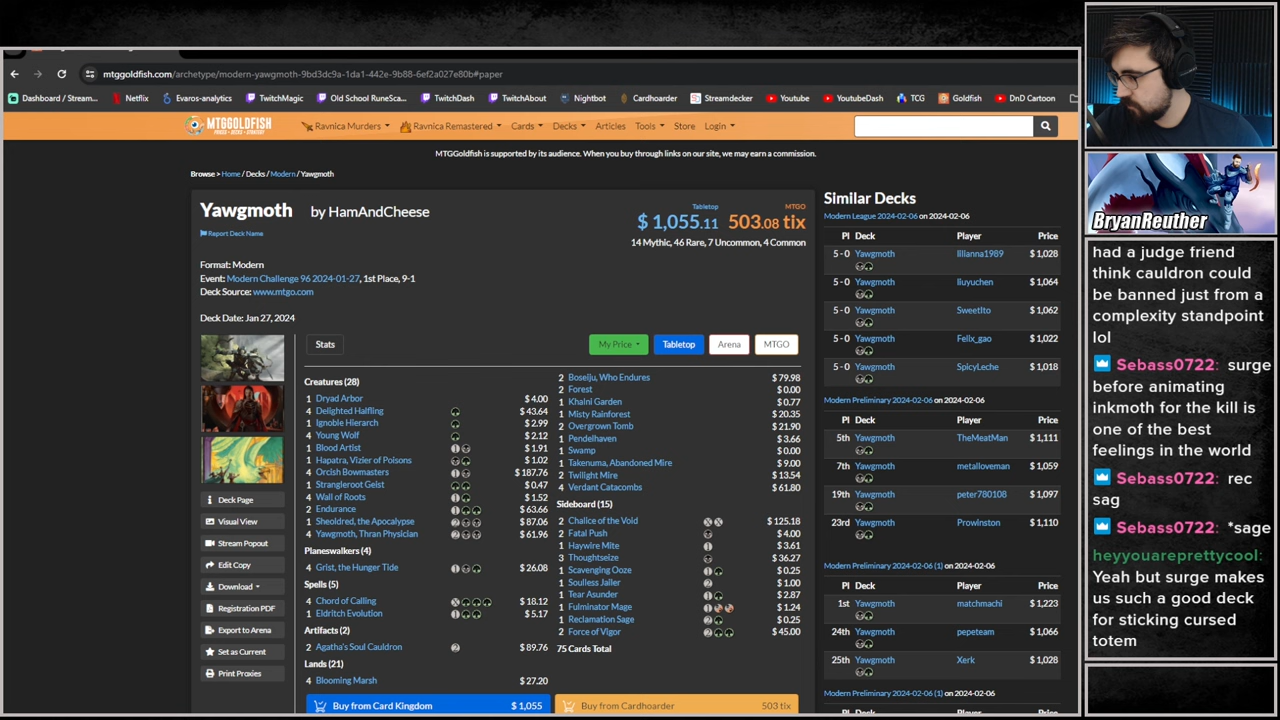 mtggoldfish.com/archetype/modern-yawgmoth-9bd3dc9a-1da1-442e-9b88-6ef2a027e80b#paper
Dashboard / Stream... Netflix Evaros-analytics TwitchMagic Old School RuneSca... TwitchDash TwitchAbout Nightbot Cardhoarder Streamdecker Youtube YoutubeDash TCG Goldfish DnD Cartoon
MTGGOLDFISH Ravnica Murders Ravnica Remastered Cards Decks Articles Tools Store Login
MTGGoldfish is supported by its audience. When you buy through links on our site, we may earn a commission.
Browse > Home / Decks / Modern / Yawgmoth
Yawgmoth by HamAndCheese
Report Deck Name
Tabletop MTGO
$ 1,055.11 503.08 tix
14 Mythic, 46 Rare, 7 Uncommon, 4 Common
Format: Modern
Event: Modern Challenge 96 2024-01-27, 1st Place, 9-1
Deck Source: www.mtgo.com
Deck Date: Jan 27, 2024
Stats
My Price Tabletop Arena MTGO
Deck Page
Visual View
Stream Popout
Edit Copy
Download
Registration PDF
Export to Arena
Set as Current
Print Proxies
Creatures (28)
1 Dryad Arbor $ 4.00
4 Delighted Halfling $ 43.64
1 Ignoble Hierarch $ 2.99
4 Young Wolf $ 2.12
1 Blood Artist $ 1.91
1 Hapatra, Vizier of Poisons $ 1.02
4 Orcish Bowmasters $ 187.76
1 Strangleroot Geist $ 0.47
4 Wall of Roots $ 1.52
2 Endurance $ 63.66
1 Sheoldred, the Apocalypse $ 87.06
4 Yawgmoth, Thran Physician $ 61.96
Planeswalkers (4)
4 Grist, the Hunger Tide $ 26.08
Spells (5)
4 Chord of Calling $ 18.12
1 Eldritch Evolution $ 5.17
Artifacts (2)
2 Agatha's Soul Cauldron $ 89.76
Lands (21)
4 Blooming Marsh $ 27.20
2 Boseiju, Who Endures $ 79.98
2 Forest $ 0.00
1 Khalni Garden $ 0.77
1 Misty Rainforest $ 20.35
2 Overgrown Tomb $ 21.90
1 Pendelhaven $ 3.66
1 Swamp $ 0.00
1 Takenuma, Abandoned Mire $ 9.00
2 Twilight Mire $ 13.54
4 Verdant Catacombs $ 61.80
Sideboard (15)
2 Chalice of the Void $ 125.18
2 Fatal Push $ 4.00
1 Haywire Mite $ 3.61
3 Thoughtseize $ 36.27
1 Scavenging Ooze $ 0.25
1 Soulless Jailer $ 1.00
1 Tear Asunder $ 2.87
1 Fulminator Mage $ 1.24
1 Reclamation Sage $ 0.25
2 Force of Vigor $ 45.00
75 Cards Total
Buy from Card Kingdom $ 1,055
Buy from Cardhoarder 503 tix
Similar Decks
Modern League 2024-02-06 on 2024-02-06
Pl Deck Player Price
5 - 0 Yawgmoth lilianna1989 $ 1,028
5 - 0 Yawgmoth liuyuchen $ 1,064
5 - 0 Yawgmoth SweetIto $ 1,062
5 - 0 Yawgmoth Felix_gao $ 1,022
5 - 0 Yawgmoth SpicyLeche $ 1,018
Modern Preliminary 2024-02-06 on 2024-02-06
Pl Deck Player Price
5th Yawgmoth TheMeatMan $ 1,111
7th Yawgmoth metalloveman $ 1,059
19th Yawgmoth peter780108 $ 1,097
23rd Yawgmoth Prowinston $ 1,110
Modern Preliminary 2024-02-06 (1) on 2024-02-06
Pl Deck Player Price
1st Yawgmoth matchmachi $ 1,223
24th Yawgmoth pepeteam $ 1,066
25th Yawgmoth Xerk $ 1,028
Modern Preliminary 2024-02-06 (1) on 2024-02-06
Pl Deck Player Price
BryanReuther
had a judge friend
think cauldron could
be banned just from a
complexity standpoint
lol
Sebass0722: surge
before animating
inkmoth for the kill is
one of the best
feelings in the world
Sebass0722: rec
sag
Sebass0722: *sage
heyyouareprettycool:
Yeah but surge makes
us such a good deck
for sticking cursed
totem